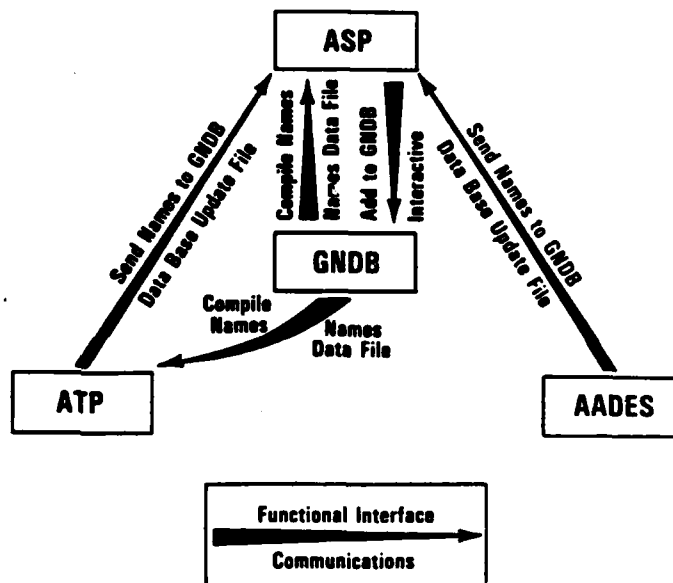 ASP
Send Names to GNDB
Data Base Update File
Compile Names
Names Data File
Add to GNDB
Interactive
Send Names to GNDB
Data Base Update File
GNDB
Compile
Names
Names
Data File
ATP
AADES
Functional Interface
Communications